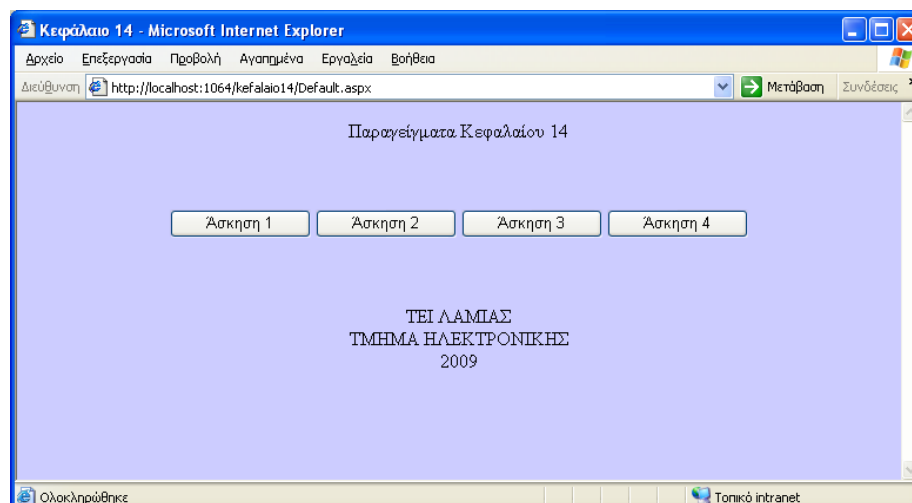 Κεφάλαιο 14 - Microsoft Internet Explorer
Αρχείο Επεξεργασία Προβολή Αγαπημένα Εργαλεία Βοήθεια
Διεύθυνση http://localhost:1064/kefalaio14/Default.aspx Μετάβαση Συνδέσεις
Παραγείγματα Κεφαλαίου 14
Άσκηση 1 Άσκηση 2 Άσκηση 3 Άσκηση 4
ΤΕΙ ΛΑΜΙΑΣ
ΤΜΗΜΑ ΗΛΕΚΤΡΟΝΙΚΗΣ
2009
Ολοκληρώθηκε Τοπικό intranet